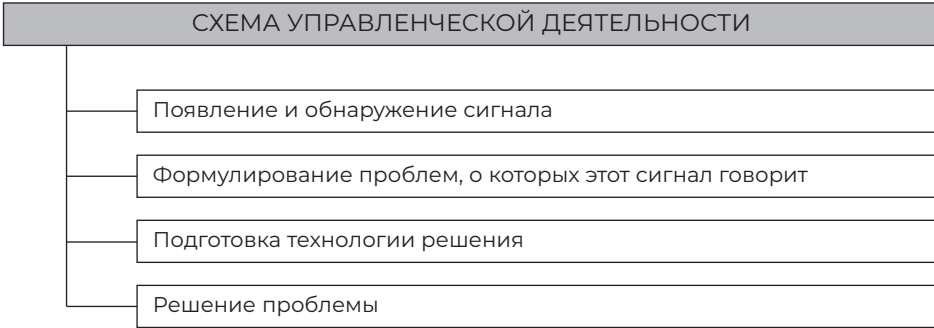 СХЕМА УПРАВЛЕНЧЕСКОЙ ДЕЯТЕЛЬНОСТИ
Появление и обнаружение сигнала
Формулирование проблем, о которых этот сигнал говорит
Подготовка технологии решения
Решение проблемы